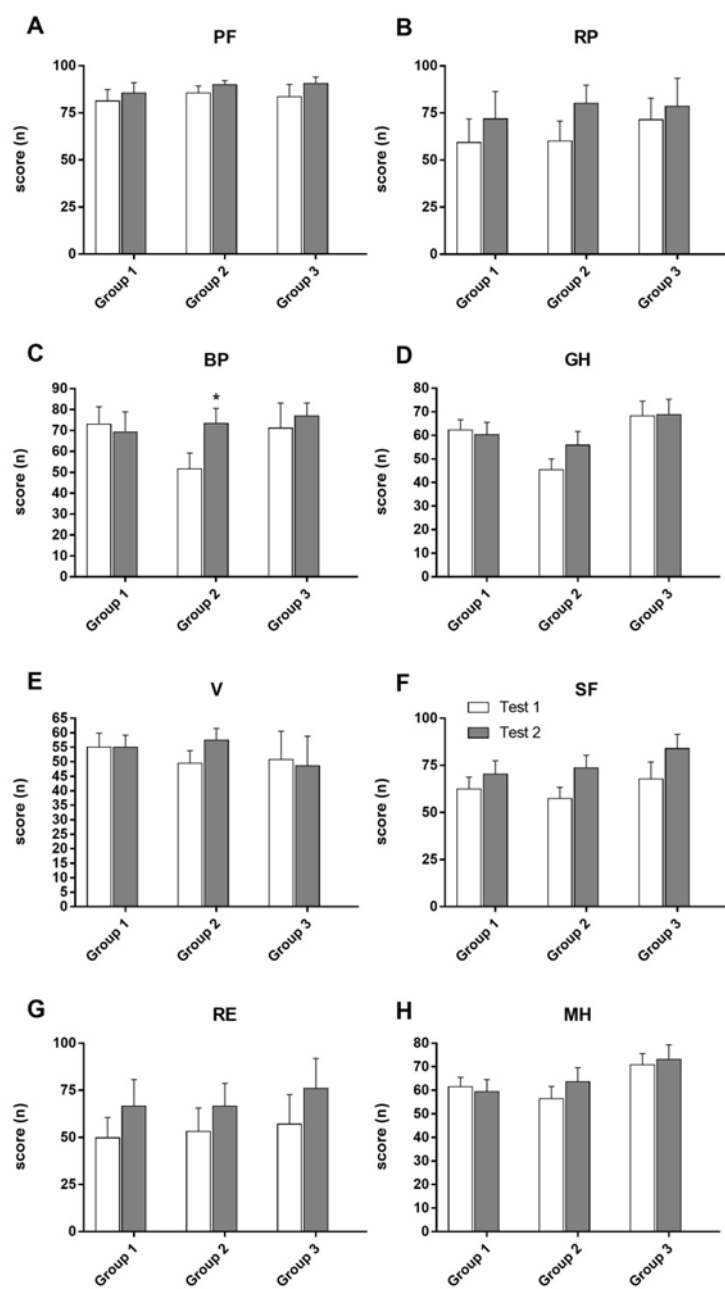 A
PF
score (n)
100
75
50
25
0
Group 1
Group 2
Group 3
B
RP
score (n)
100
75
50
25
0
Group 1
Group 2
Group 3
C
BP
score (n)
90
80
70
60
50
40
30
20
10
0
*
Group 1
Group 2
Group 3
D
GH
score (n)
80
70
60
50
40
30
20
10
0
Group 1
Group 2
Group 3
E
V
score (n)
65
60
55
50
45
40
35
30
25
20
15
10
5
0
Group 1
Group 2
Group 3
F
SF
Test 1
Test 2
score (n)
100
75
50
25
0
Group 1
Group 2
Group 3
G
RE
score (n)
100
75
50
25
0
Group 1
Group 2
Group 3
H
MH
score (n)
80
70
60
50
40
30
20
10
0
Group 1
Group 2
Group 3